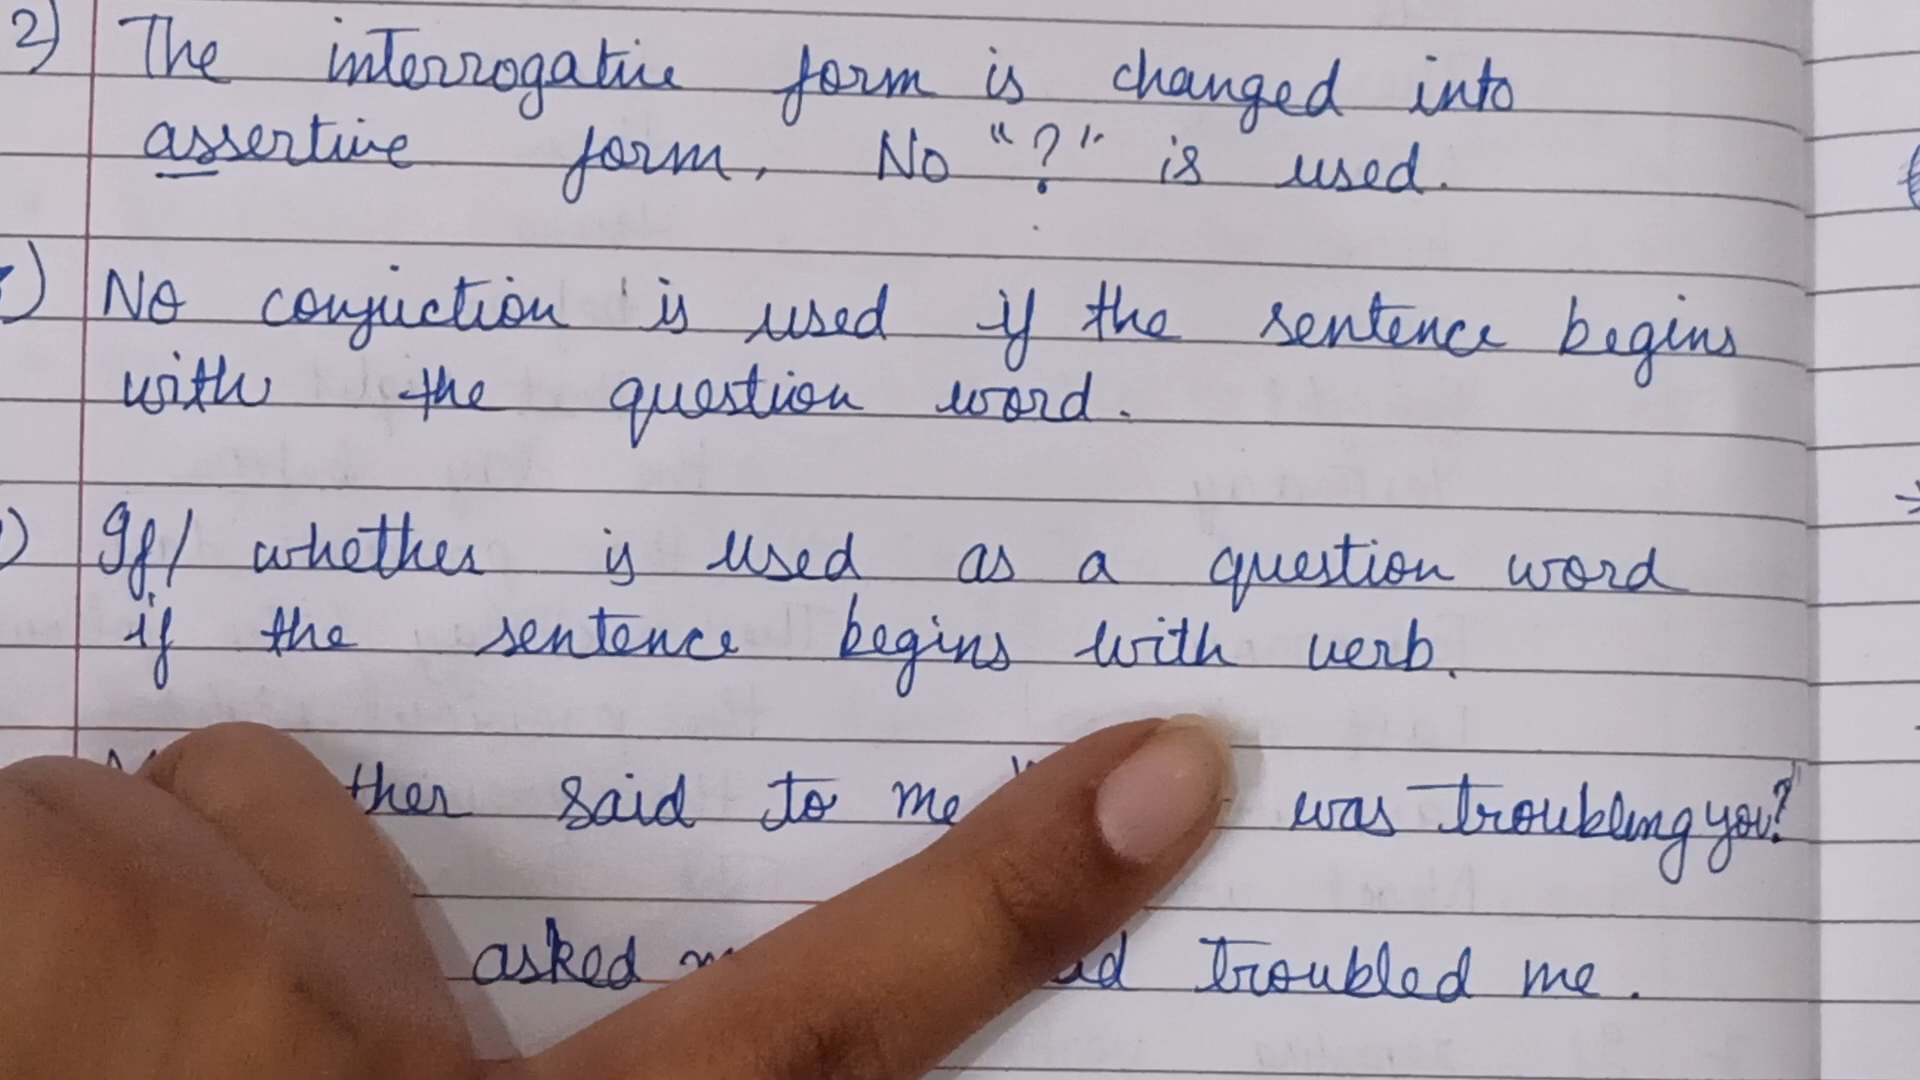 2) The interrogative form is changed into
assertive form. No "?" is used.
) No conjuction is used if the sentence begins
with the question word.
) If/ whether is used as a question word
if the sentence begins with verb.
said to me was troubling you?"
asked troubled me.